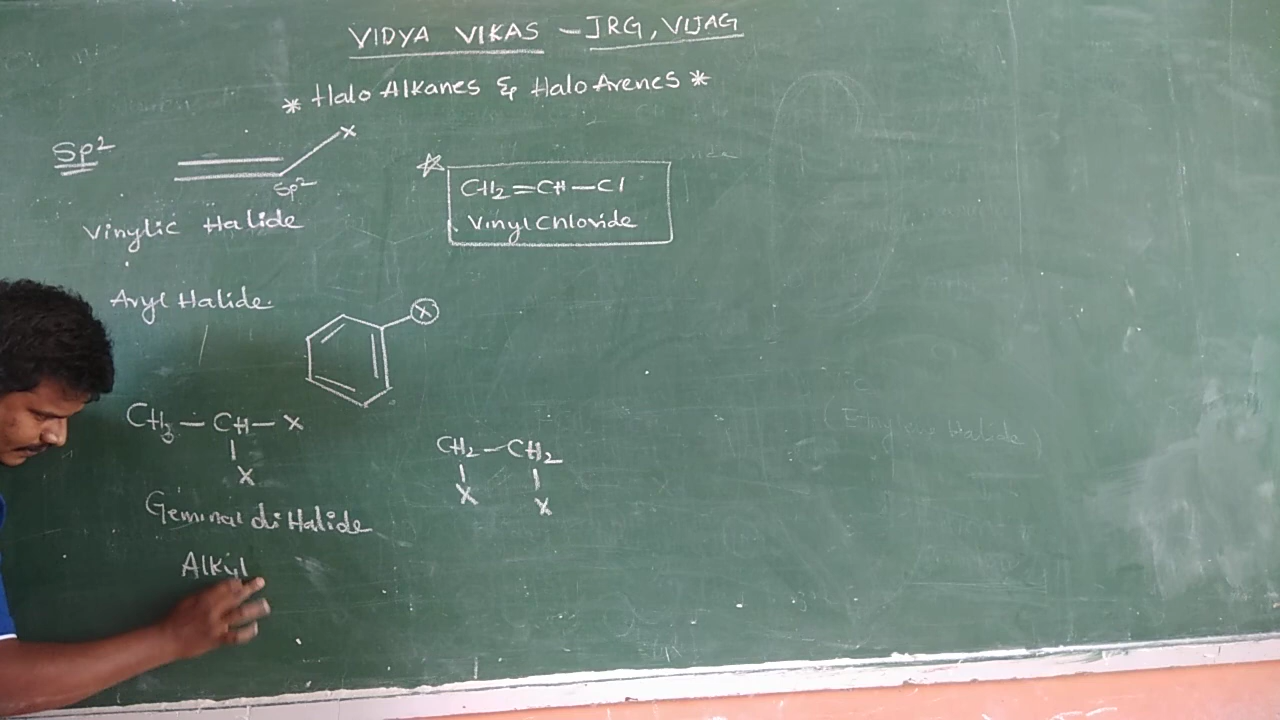 VIDYA VIKAS - JRG, VIJAG
* Halo Alkanes & Halo Arenes *
Sp²
X
Sp²
Vinylic Halide
CH₂=CH-Cl
Vinyl Chloride
Aryl Halide
X
CH₃-CH-X
X
Geminal di Halide
Alkyl
CH₂-CH₂
X X
(Ethylene Halide)